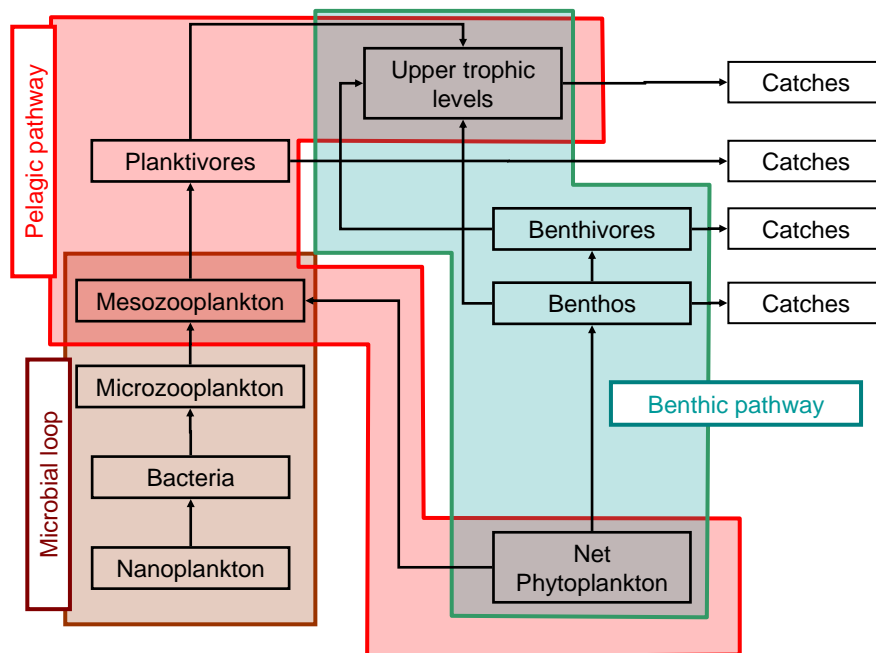 Pelagic pathway
Upper trophic
levels
Catches
Planktivores
Catches
Benthivores
Catches
Mesozooplankton
Benthos
Catches
Microbial loop
Microzooplankton
Benthic pathway
Bacteria
Nanoplankton
Net
Phytoplankton